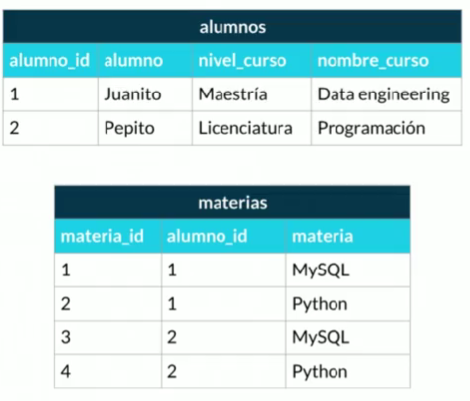 alumnos
alumno_id alumno nivel_curso nombre_curso
1 Juanito Maestría Data engineering
2 Pepito Licenciatura Programación
materias
materia_id alumno_id materia
1 1 MySQL
2 1 Python
3 2 MySQL
4 2 Python